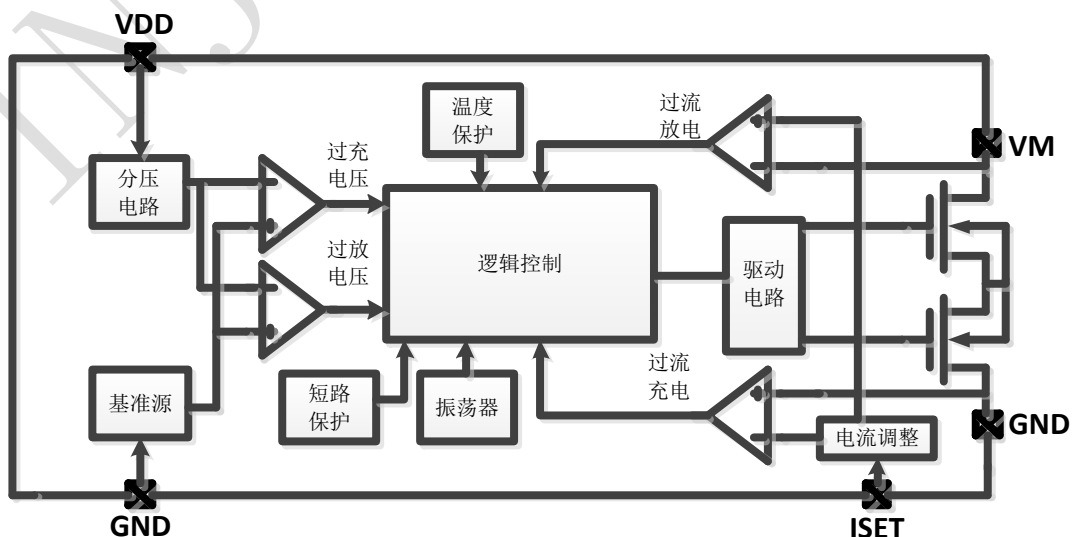 VDD
温度
保护
过流
放电
VM
分压
电路
过充
电压
过放
电压
逻辑控制
驱动
电路
基准源
短路
保护
振荡器
过流
充电
电流调整
GND
GND
ISET